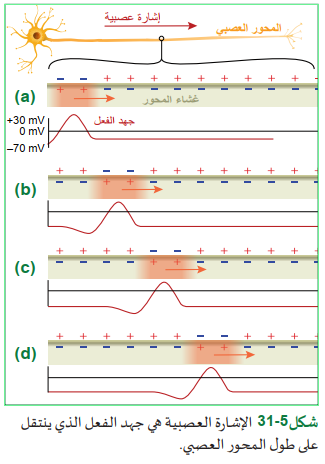 إشارة عصبية
المحور العصبي
(a)
غشاء المحور
+30 mV
0 mV
−70 mV
جهد الفعل
(b)
(c)
(d)
شكل5-31 الإشارة العصبية هي جهد الفعل الذي ينتقل
على طول المحور العصبي.